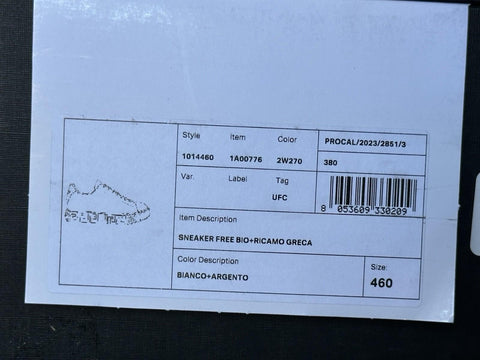 Style Item Color PROCAL/2023/2851/3
1014460 1A00776 2W270 380
Var. Label Tag
UFC
8 053609 330209
Item Description
SNEAKER FREE BIO+RICAMO GRECA
Color Description
BIANCO+ARGENTO
Size:
460